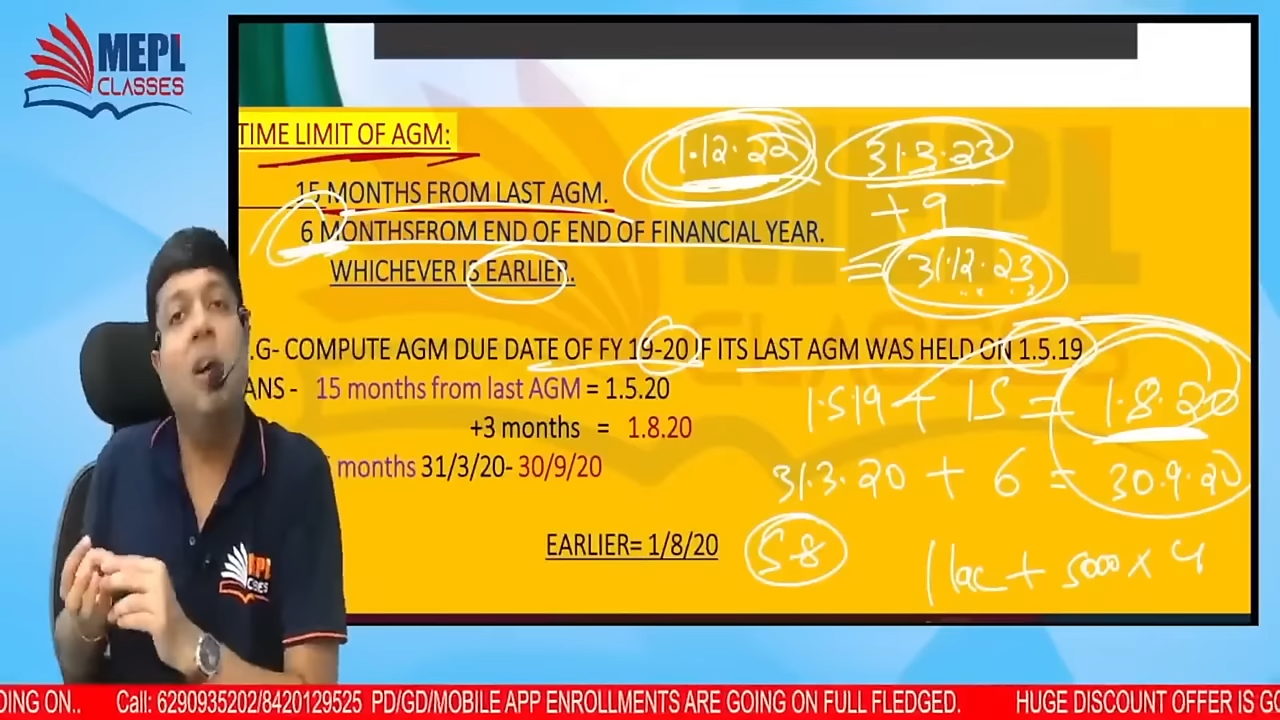 MEPL
CLASSES
TIME LIMIT OF AGM:
1.12.22
31.3.23
15 MONTHS FROM LAST AGM.
+ 9
6 MONTHSFROM END OF END OF FINANCIAL YEAR.
WHICHEVER IS EARLIER.
= 31.12.23
.G- COMPUTE AGM DUE DATE OF FY 19-20 IF ITS LAST AGM WAS HELD ON 1.5.19
ANS - 15 months from last AGM = 1.5.20
1.5.19 + 15 = 1.8.20
+3 months = 1.8.20
months 31/3/20- 30/9/20
31.3.20 + 6 = 30.9.20
EARLIER= 1/8/20
5-8
1 lac + 5000 x 4
MEPL
CLASSES
OING ON.. Call: 6290935202/8420129525 PD/GD/MOBILE APP ENROLLMENTS ARE GOING ON FULL FLEDGED. HUGE DISCOUNT OFFER IS GO